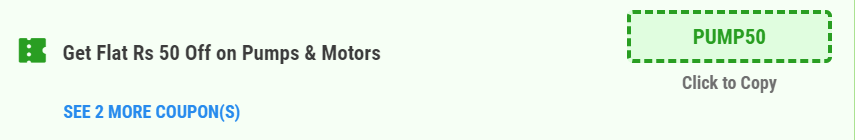 Get Flat Rs 50 Off on Pumps & Motors
PUMP50
Click to Copy
SEE 2 MORE COUPON(S)